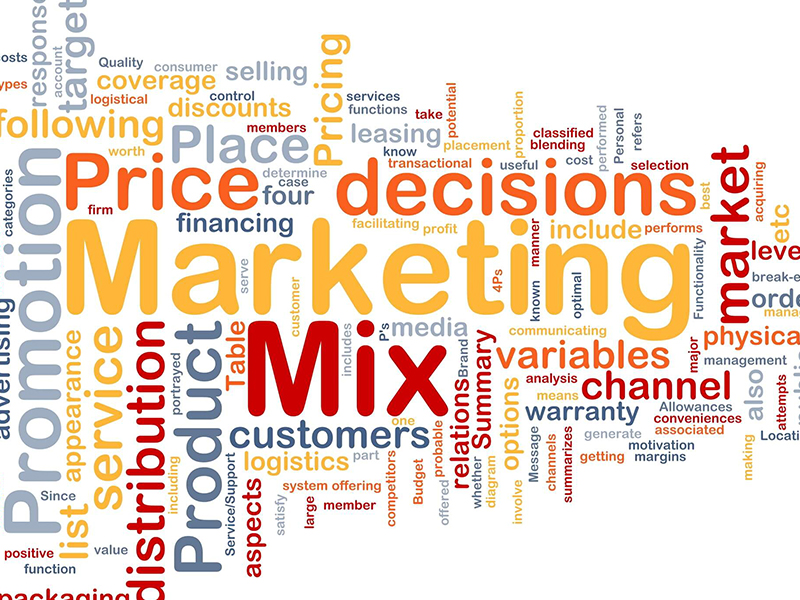 response
costs
account
target
types
Quality
consumer
coverage
selling
logistical
control
discounts
following
members
worth
Place
Pricing
services
functions
take
potential
leasing
know
placement
proportion
classified
blending
performed
Personal
refers
transactional
useful
cost
selection
determine
case
four
Price
decisions
best
market
acquiring
etc
categories
firm
financing
facilitating
profit
manner
include
performs
Promotion
Marketing
serve
customer
4Ps
known
optimal
Functionality
break-e
advertising
Mix
includes
P's
media
Brand
communicating
variables
major
physica
management
appearance
service
distribution
portrayed
Product
Table
Summary
analysis
means
channel
also
attempts
customers
one
relations
options
warranty
Allowances
conveniences
associated
logistics
part
probable
Message
generate
motivation
margins
getting
making
Since
list
including
Service/Support
aspects
system offering
satisfy
large
member
competitors
Budget
offered
whether
diagram
involve
channels
summarizes
positive
value
function
packaging
leve
orde
mana
Locati